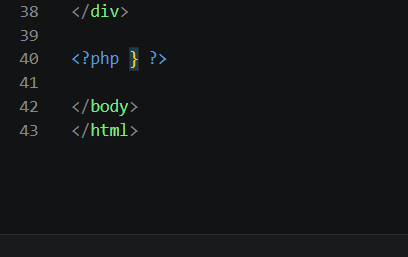 38 </div>
39
40 <?php } ?>
41
42 </body>
43 </html>